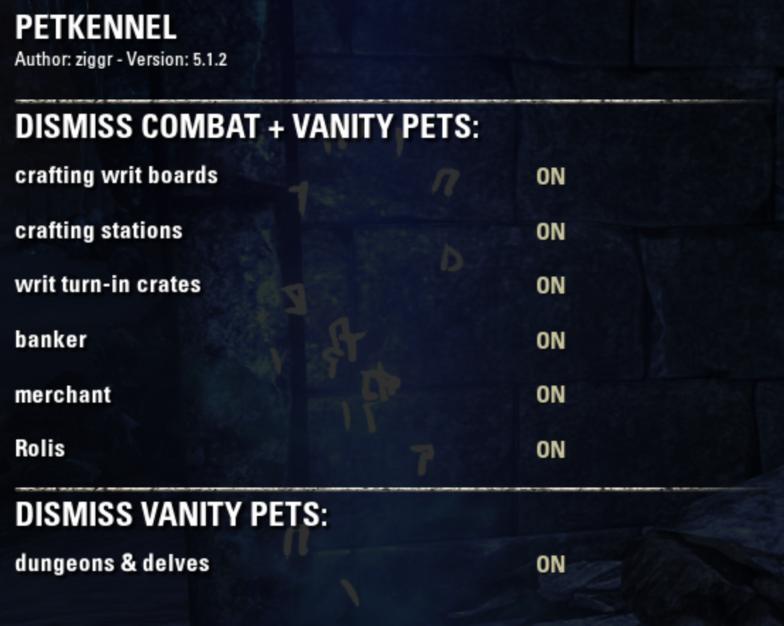 PETKENNEL
Author: ziggr - Version: 5.1.2
DISMISS COMBAT + VANITY PETS:
crafting writ boards ON
crafting stations ON
writ turn-in crates ON
banker ON
merchant ON
Rolis ON
DISMISS VANITY PETS:
dungeons & delves ON